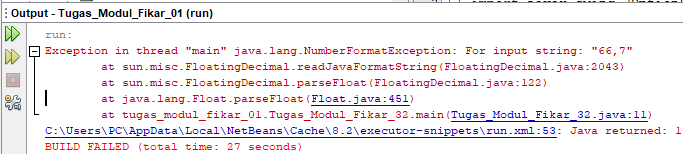 Output - Tugas_Modul_Fikar_01 (run)
run:
Exception in thread "main" java.lang.NumberFormatException: For input string: "66,7"
at sun.misc.FloatingDecimal.readJavaFormatString(FloatingDecimal.java:2043)
at sun.misc.FloatingDecimal.parseFloat(FloatingDecimal.java:122)
at java.lang.Float.parseFloat(Float.java:451)
at tugas_modul_fikar_01.Tugas_Modul_Fikar_32.main(Tugas_Modul_Fikar_32.java:11)
C:\Users\PC\AppData\Local\NetBeans\Cache\8.2\executor-snippets\run.xml:53: Java returned: 1
BUILD FAILED (total time: 27 seconds)